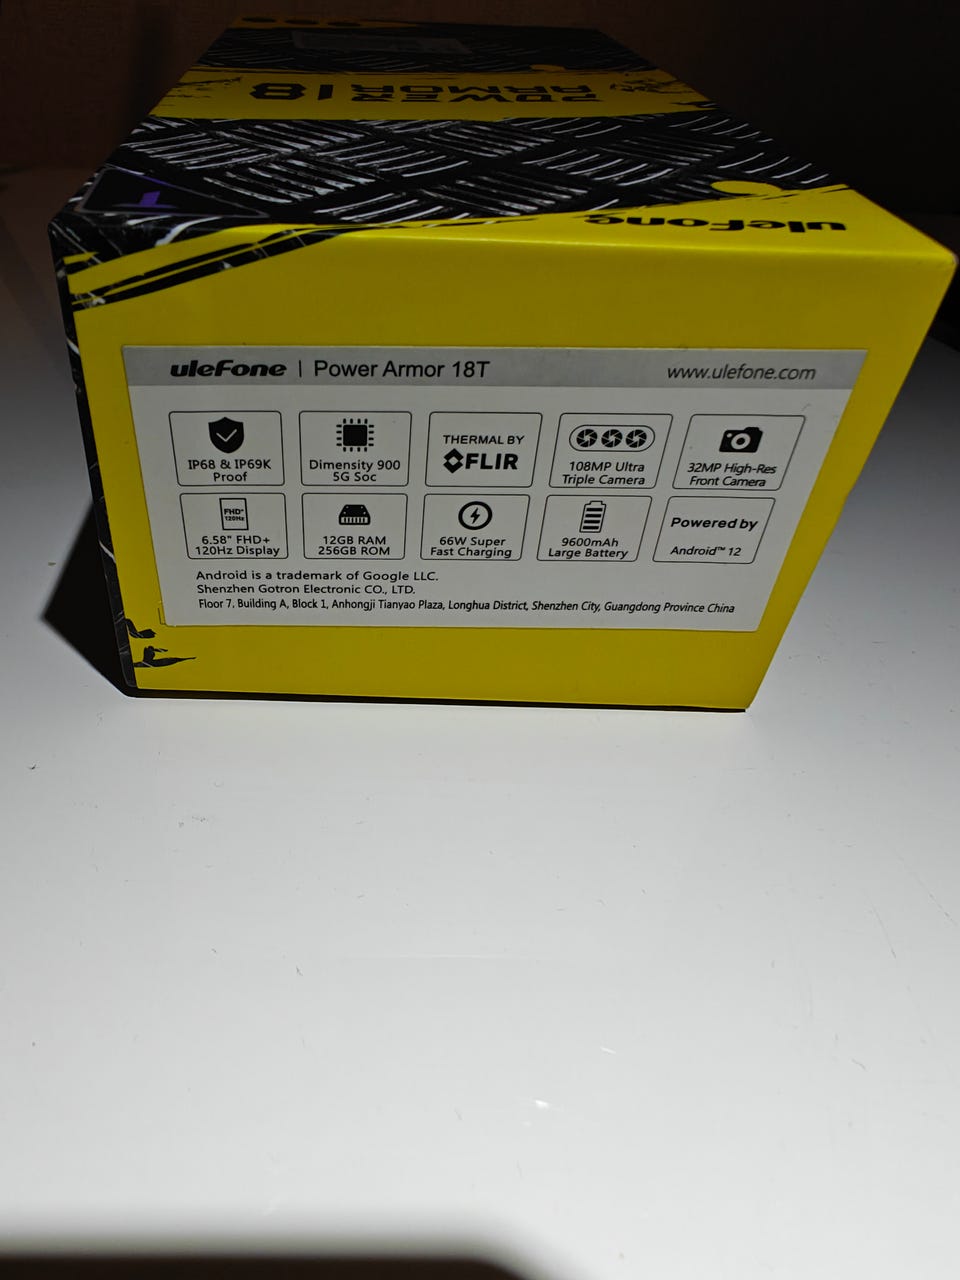 POWER
ARMOR 18
T
uleFone
uleFone | Power Armor 18T
www.ulefone.com
IP68 & IP69K
Proof
Dimensity 900
5G Soc
THERMAL BY
FLIR
108MP Ultra
Triple Camera
32MP High-Res
Front Camera
FHD+
120Hz
6.58" FHD+
120Hz Display
12GB RAM
256GB ROM
66W Super
Fast Charging
9600mAh
Large Battery
Powered by
Android™ 12
Android is a trademark of Google LLC.
Shenzhen Gotron Electronic CO., LTD.
Floor 7, Building A, Block 1, Anhongji Tianyao Plaza, Longhua District, Shenzhen City, Guangdong Province China